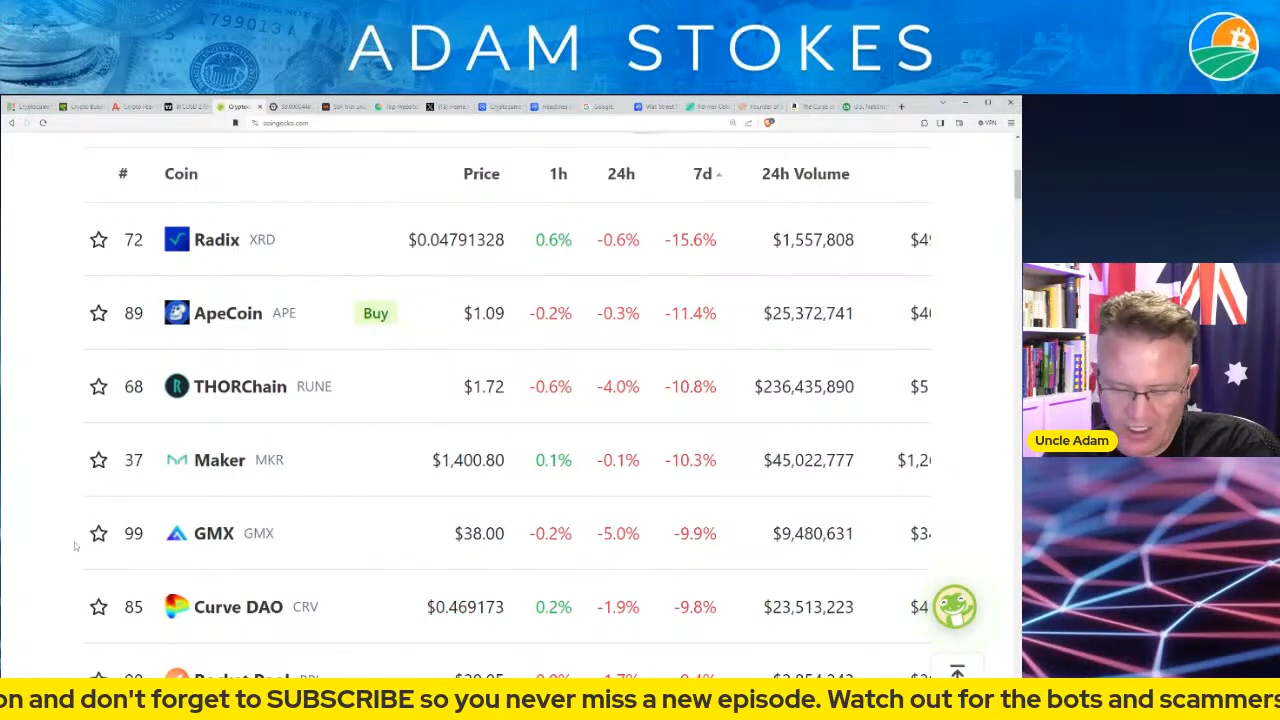 ADAM STOKES
coingecko.com
VPN
# Coin Price 1h 24h 7d 24h Volume
72 Radix XRD $0.04791328 0.6% -0.6% -15.6% $1,557,808
89 ApeCoin APE Buy $1.09 -0.2% -0.3% -11.4% $25,372,741
68 THORChain RUNE $1.72 -0.6% -4.0% -10.8% $236,435,890 $5
37 Maker MKR $1,400.80 0.1% -0.1% -10.3% $45,022,777
99 GMX GMX $38.00 -0.2% -5.0% -9.9% $9,480,631
85 Curve DAO CRV $0.469173 0.2% -1.9% -9.8% $23,513,223 $4
Uncle Adam
on and don't forget to SUBSCRIBE so you never miss a new episode. Watch out for the bots and scammers